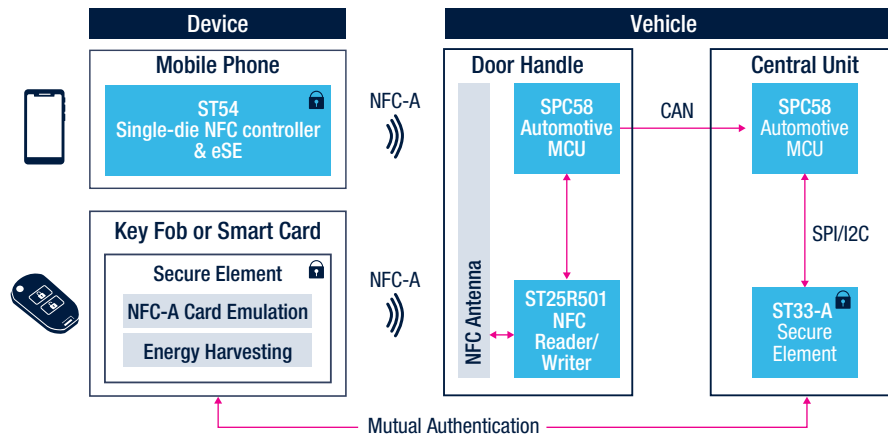 Device
Vehicle
Mobile Phone
ST54
Single-die NFC controller
& eSE
NFC-A
Key Fob or Smart Card
Secure Element
NFC-A Card Emulation
Energy Harvesting
NFC-A
Door Handle
NFC Antenna
SPC58
Automotive
MCU
ST25R501
NFC
Reader/
Writer
CAN
Central Unit
SPC58
Automotive
MCU
SPI/I2C
ST33-A
Secure
Element
Mutual Authentication